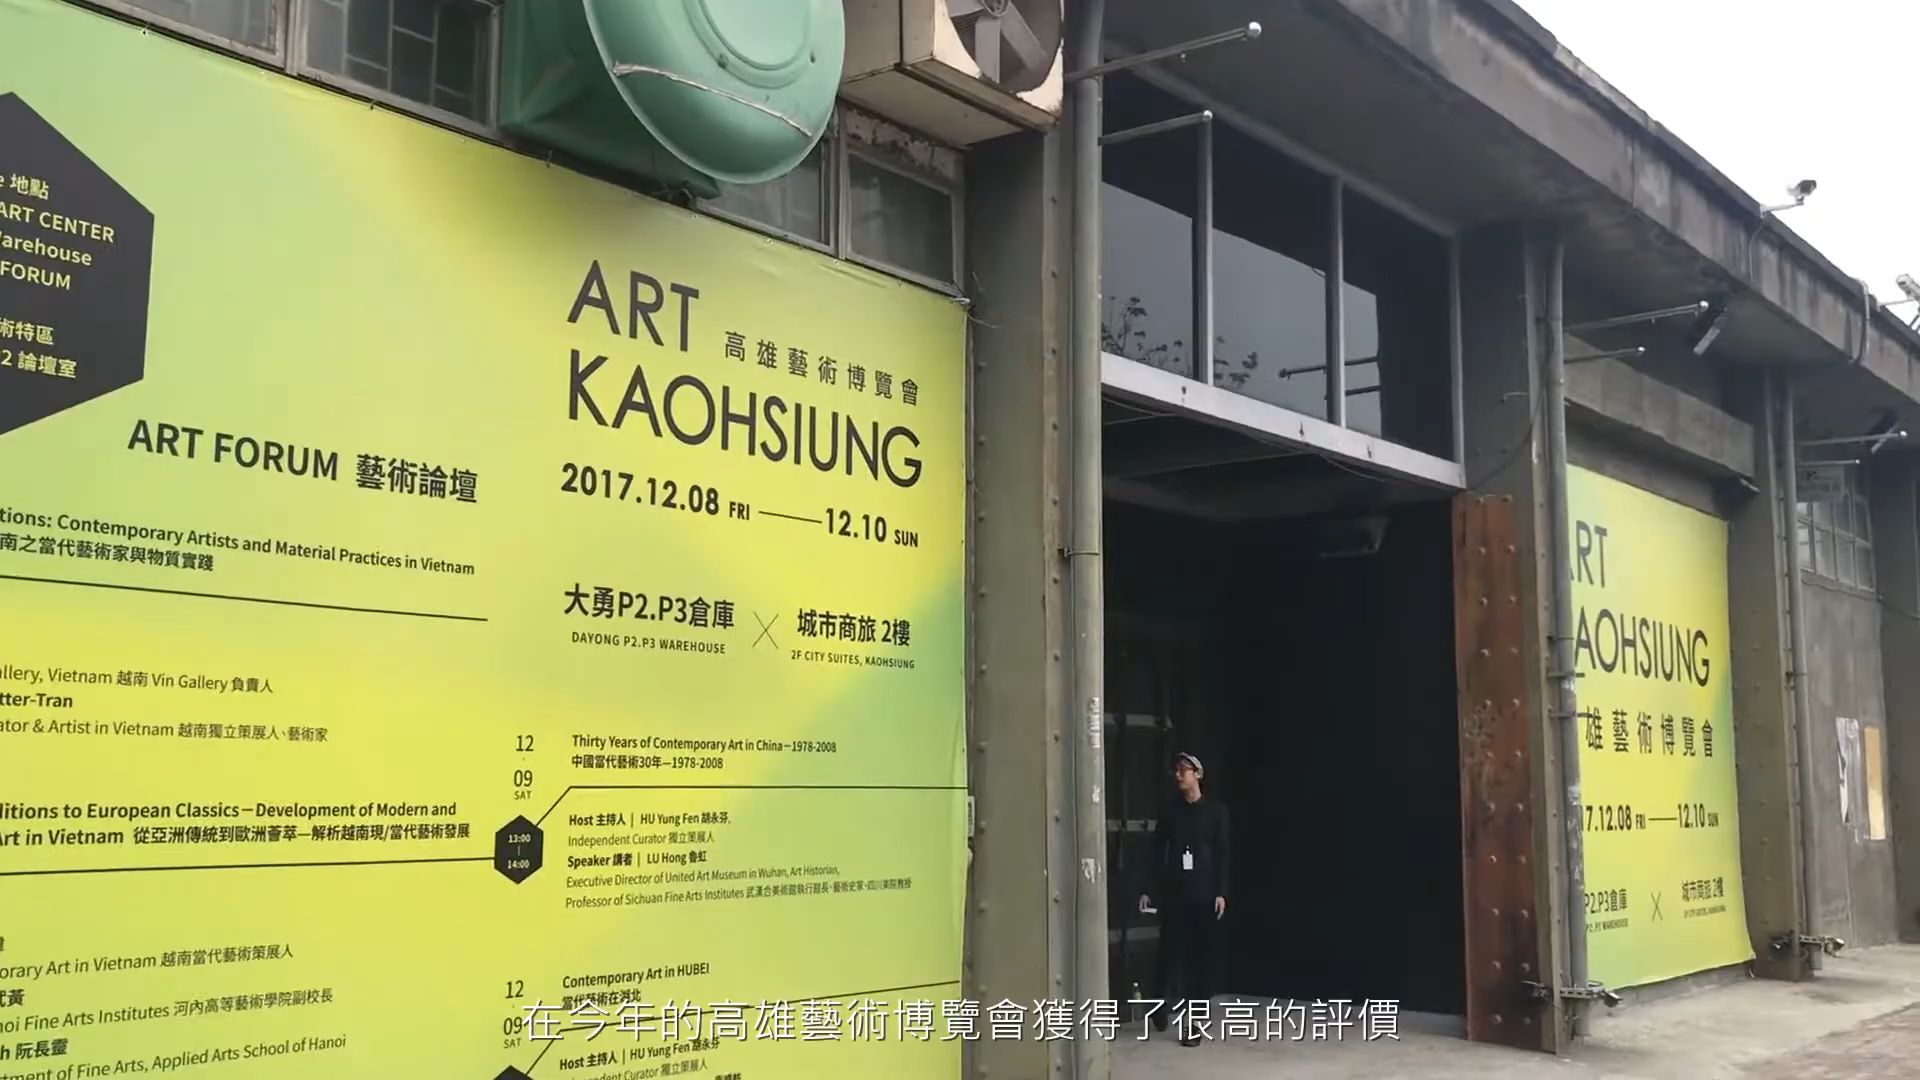 地點
ART CENTER
Warehouse
FORUM
術特區
論壇室
ART FORUM 藝術論壇
Contemporary Artists and Material Practices in Vietnam
南之當代藝術家與物質實踐
Vietnam 越南 Vin Gallery 負責人
tter-Tran
& Artist in Vietnam 越南獨立策展人、藝術家
ditions to European Classics—Development of Modern and
Art in Vietnam 從亞洲傳統到歐洲薈萃—解析越南現/當代藝術發展
orary Art in Vietnam 越南當代藝術策展人
黃
noi Fine Arts Institutes 河內高等藝術學院副校長
h 阮長靈
tment of Fine Arts, Applied Arts School of Hanoi
ART
高雄藝術博覽會
KAOHSIUNG
2017.12.08 FRI — 12.10 SUN
大勇P2.P3倉庫 × 城市商旅 2樓
DAYONG P2.P3 WAREHOUSE
2F CITY SUITES, KAOHSIUNG
12
09
SAT
13:00
14:00
Thirty Years of Contemporary Art in China—1978-2008
中國當代藝術30年—1978-2008
Host 主持人｜ HU Yung Fen 胡永芬,
Independent Curator 獨立策展人
Speaker 講者｜ LU Hong 魯虹
Executive Director of United Art Museum in Wuhan, Art Historian,
Professor of Sichuan Fine Arts Institutes 武漢合美術館執行館長、藝術史家、四川美院教授
12
09
SAT
Contemporary Art in HUBEI
當代藝術在湖北
Host 主持人｜ HU Yung Fen 胡永芬
Curator 獨立策展人
RT
AOHSIUNG
雄藝術博覽會
17.12.08 FRI — 12.10 SUN
P2.P3倉庫 × 城市商旅 2樓
在今年的高雄藝術博覽會獲得了很高的評價